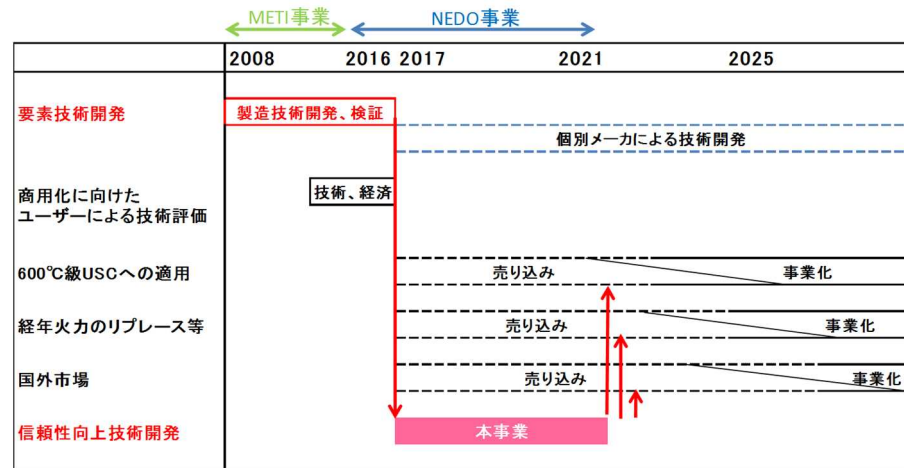 METI事業 NEDO事業
2008 2016 2017 2021 2025
要素技術開発
製造技術開発、検証
個別メーカによる技術開発
商用化に向けた
ユーザーによる技術評価
技術、経済
600℃級USCへの適用
売り込み
事業化
経年火力のリプレース等
売り込み
事業化
国外市場
売り込み
事業化
信頼性向上技術開発
本事業